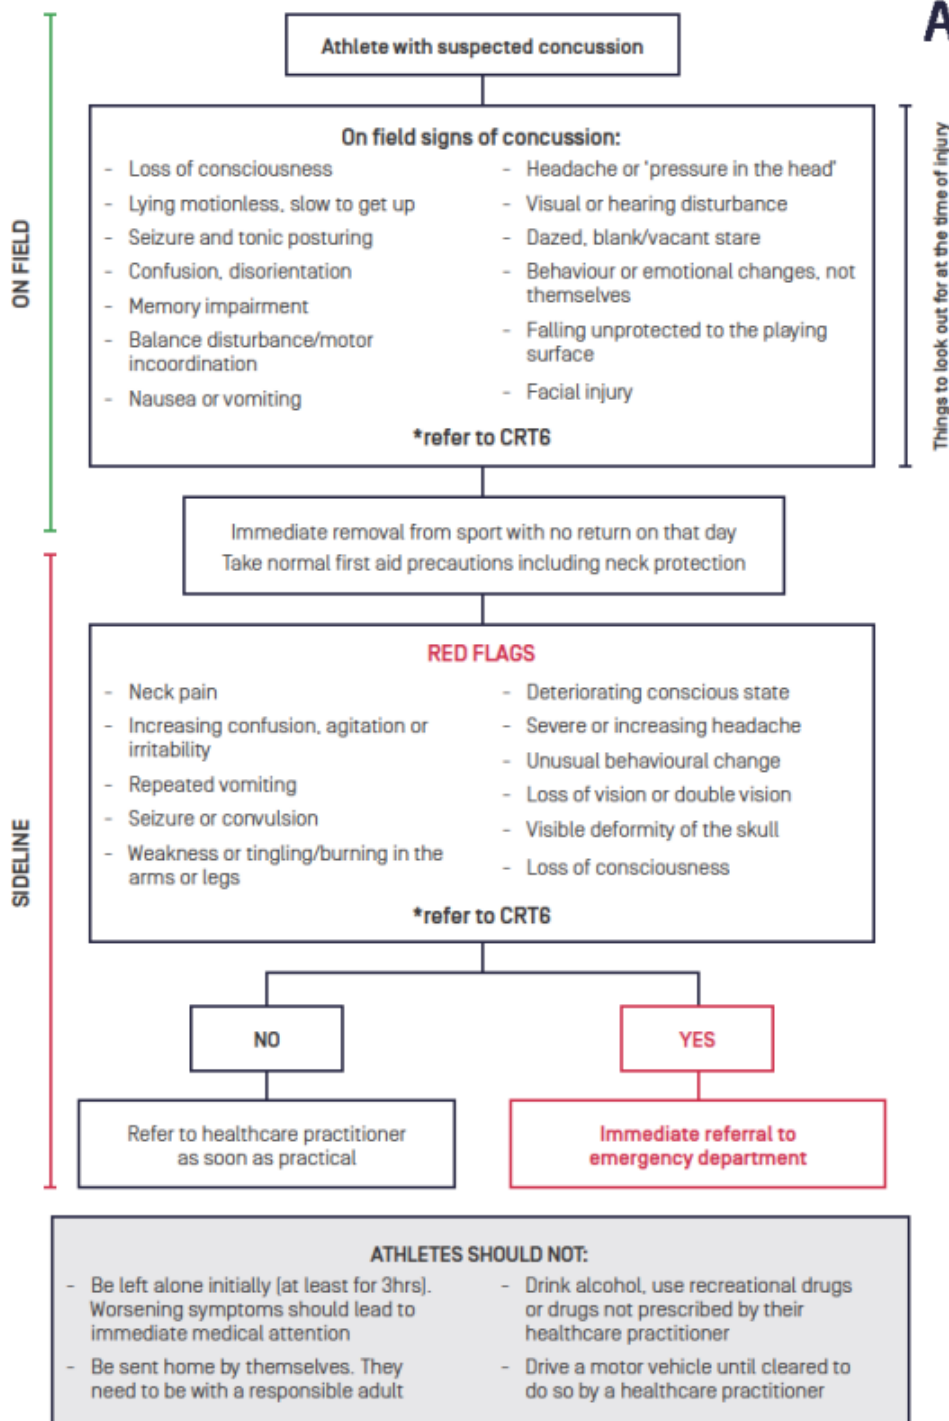 A
Athlete with suspected concussion
On field signs of concussion:
- Loss of consciousness
- Lying motionless, slow to get up
- Seizure and tonic posturing
- Confusion, disorientation
- Memory impairment
- Balance disturbance/motor
incoordination
- Nausea or vomiting
- Headache or 'pressure in the head'
- Visual or hearing disturbance
- Dazed, blank/vacant stare
- Behaviour or emotional changes, not
themselves
- Falling unprotected to the playing
surface
- Facial injury
*refer to CRT6
ON FIELD
Things to look out for at the time of injury
Immediate removal from sport with no return on that day
Take normal first aid precautions including neck protection
RED FLAGS
- Neck pain
- Increasing confusion, agitation or
irritability
- Repeated vomiting
- Seizure or convulsion
- Weakness or tingling/burning in the
arms or legs
- Deteriorating conscious state
- Severe or increasing headache
- Unusual behavioural change
- Loss of vision or double vision
- Visible deformity of the skull
- Loss of consciousness
*refer to CRT6
SIDELINE
NO
YES
Refer to healthcare practitioner
as soon as practical
Immediate referral to
emergency department
ATHLETES SHOULD NOT:
- Be left alone initially (at least for 3hrs).
Worsening symptoms should lead to
immediate medical attention
- Be sent home by themselves. They
need to be with a responsible adult
- Drink alcohol, use recreational drugs
or drugs not prescribed by their
healthcare practitioner
- Drive a motor vehicle until cleared to
do so by a healthcare practitioner